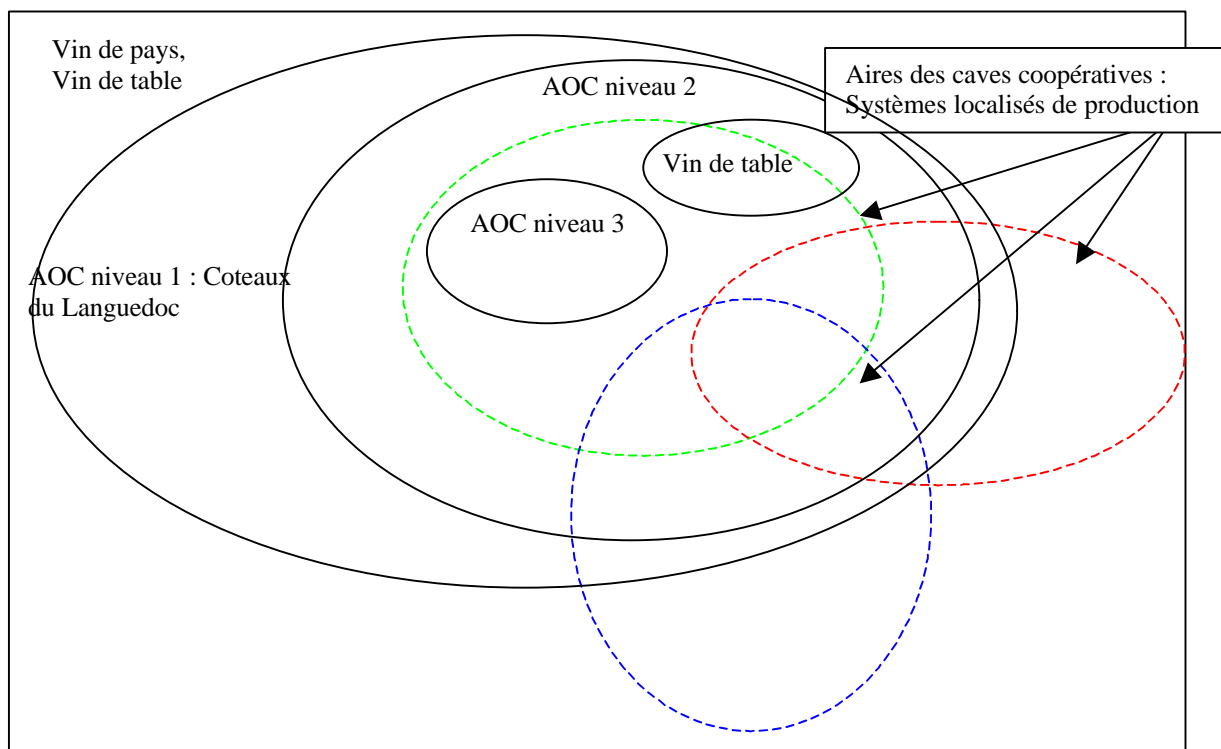 Vin de pays,
Vin de table
Aires des caves coopératives :
Systèmes localisés de production
AOC niveau 2
Vin de table
AOC niveau 3
AOC niveau 1 : Coteaux
du Languedoc